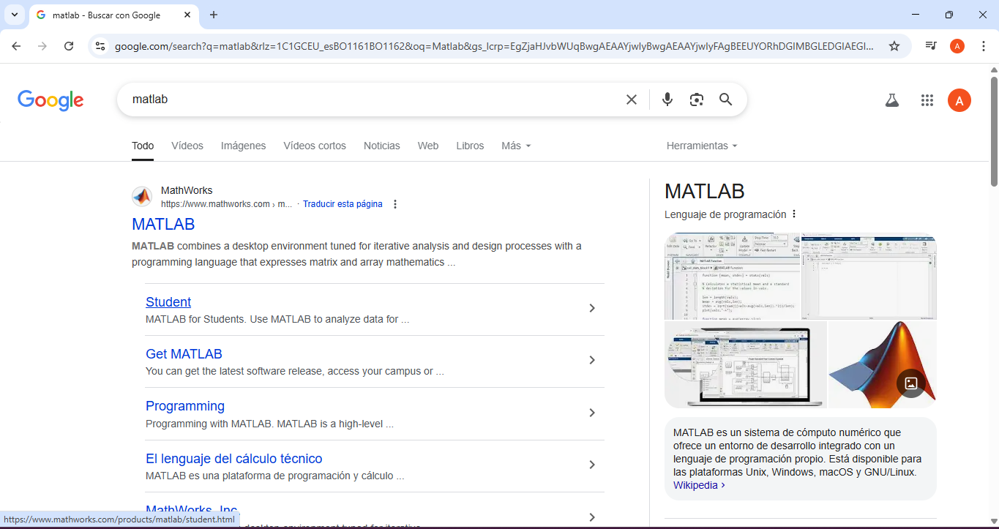 matlab - Buscar con Google
google.com/search?q=matlab&rlz=1C1GCEU_esBO1161BO1162&oq=Matlab&gs_lcrp=EgZjaHJvbWUqBwgAEAAYjwIyBwgAEAAYjwIyFAgBEEUYORhDGIMBGLEDGIAEGI...
A
Google
matlab
A
Todo
Vídeos
Imágenes
Vídeos cortos
Noticias
Web
Libros
Más
Herramientas
MathWorks
https://www.mathworks.com › m... · Traducir esta página
MATLAB
MATLAB combines a desktop environment tuned for iterative analysis and design processes with a
programming language that expresses matrix and array mathematics ...
Student
MATLAB for Students. Use MATLAB to analyze data for ...
Get MATLAB
You can get the latest software release, access your campus or ...
Programming
Programming with MATLAB. MATLAB is a high-level ...
El lenguaje del cálculo técnico
MATLAB es una plataforma de programación y cálculo ...
MathWorks, Inc.
desktop environment tuned for iterative
https://www.mathworks.com/products/matlab/student.html
MATLAB
Lenguaje de programación
MATLAB Function
MATLAB es un sistema de cómputo numérico que
ofrece un entorno de desarrollo integrado con un
lenguaje de programación propio. Está disponible para
las plataformas Unix, Windows, macOS y GNU/Linux.
Wikipedia ›